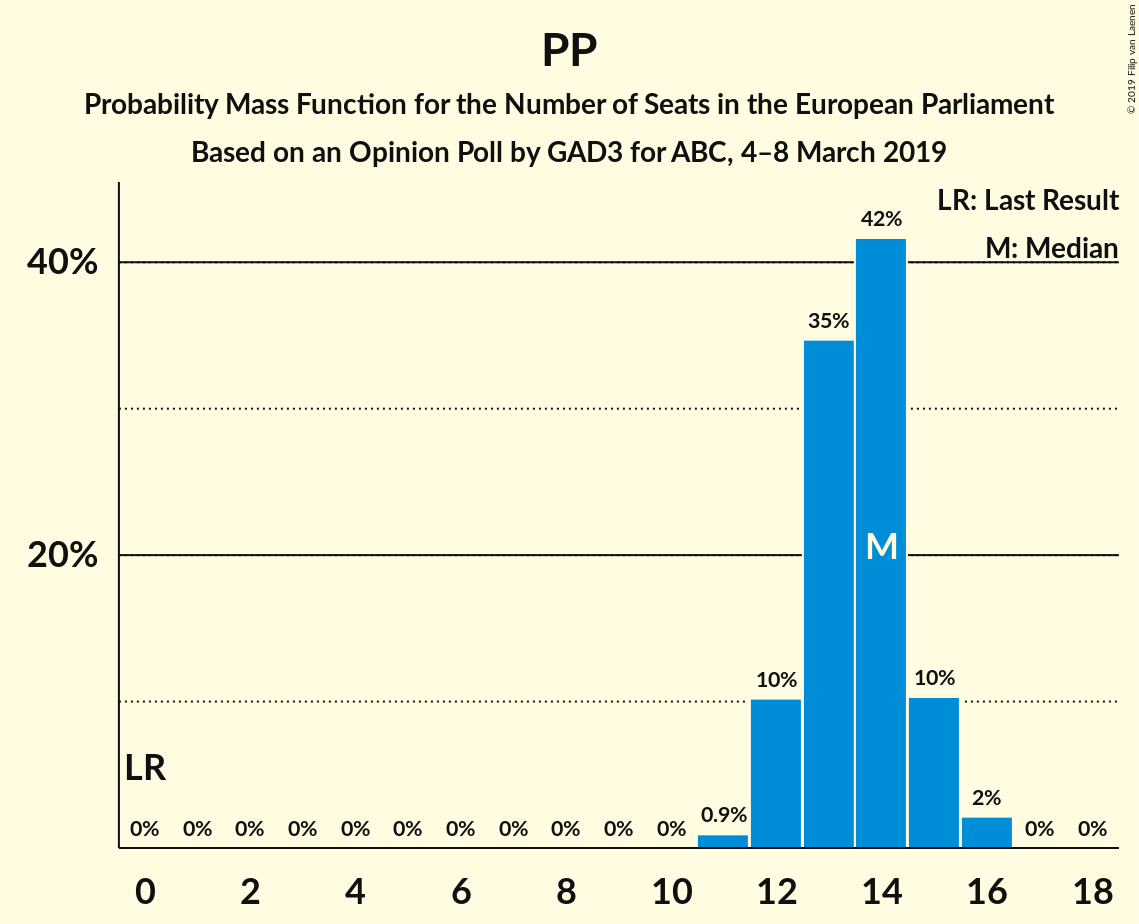 PP
Probability Mass Function for the Number of Seats in the European Parliament
Based on an Opinion Poll by GAD3 for ABC, 4–8 March 2019
© 2019 Filip van Laenen
LR: Last Result
M: Median
42%
40%
35%
20%
M
10%
10%
LR
2%
0.9%
0% 0% 0% 0% 0% 0% 0% 0% 0% 0% 0% 0% 0%
0 2 4 6 8 10 12 14 16 18